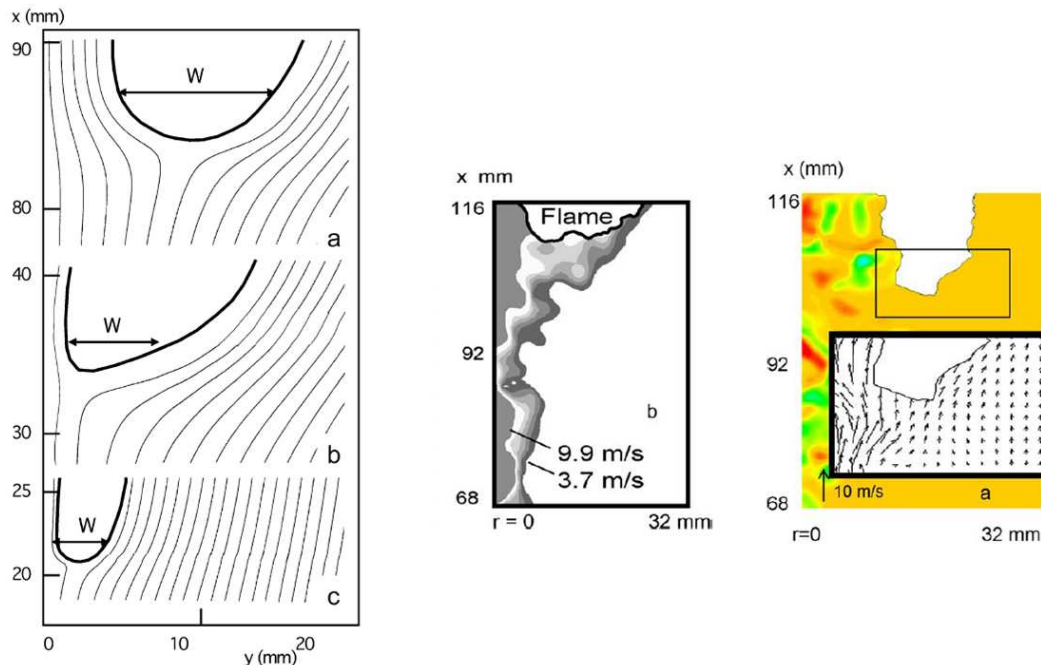 x (mm)
90
W
80
a
40
W
30
b
25
W
20
c
0 10 20
y (mm)
x mm
116
Flame
92
b
9.9 m/s
3.7 m/s
68
r = 0 32 mm
x (mm)
116
92
10 m/s a
68
r=0 32 mm